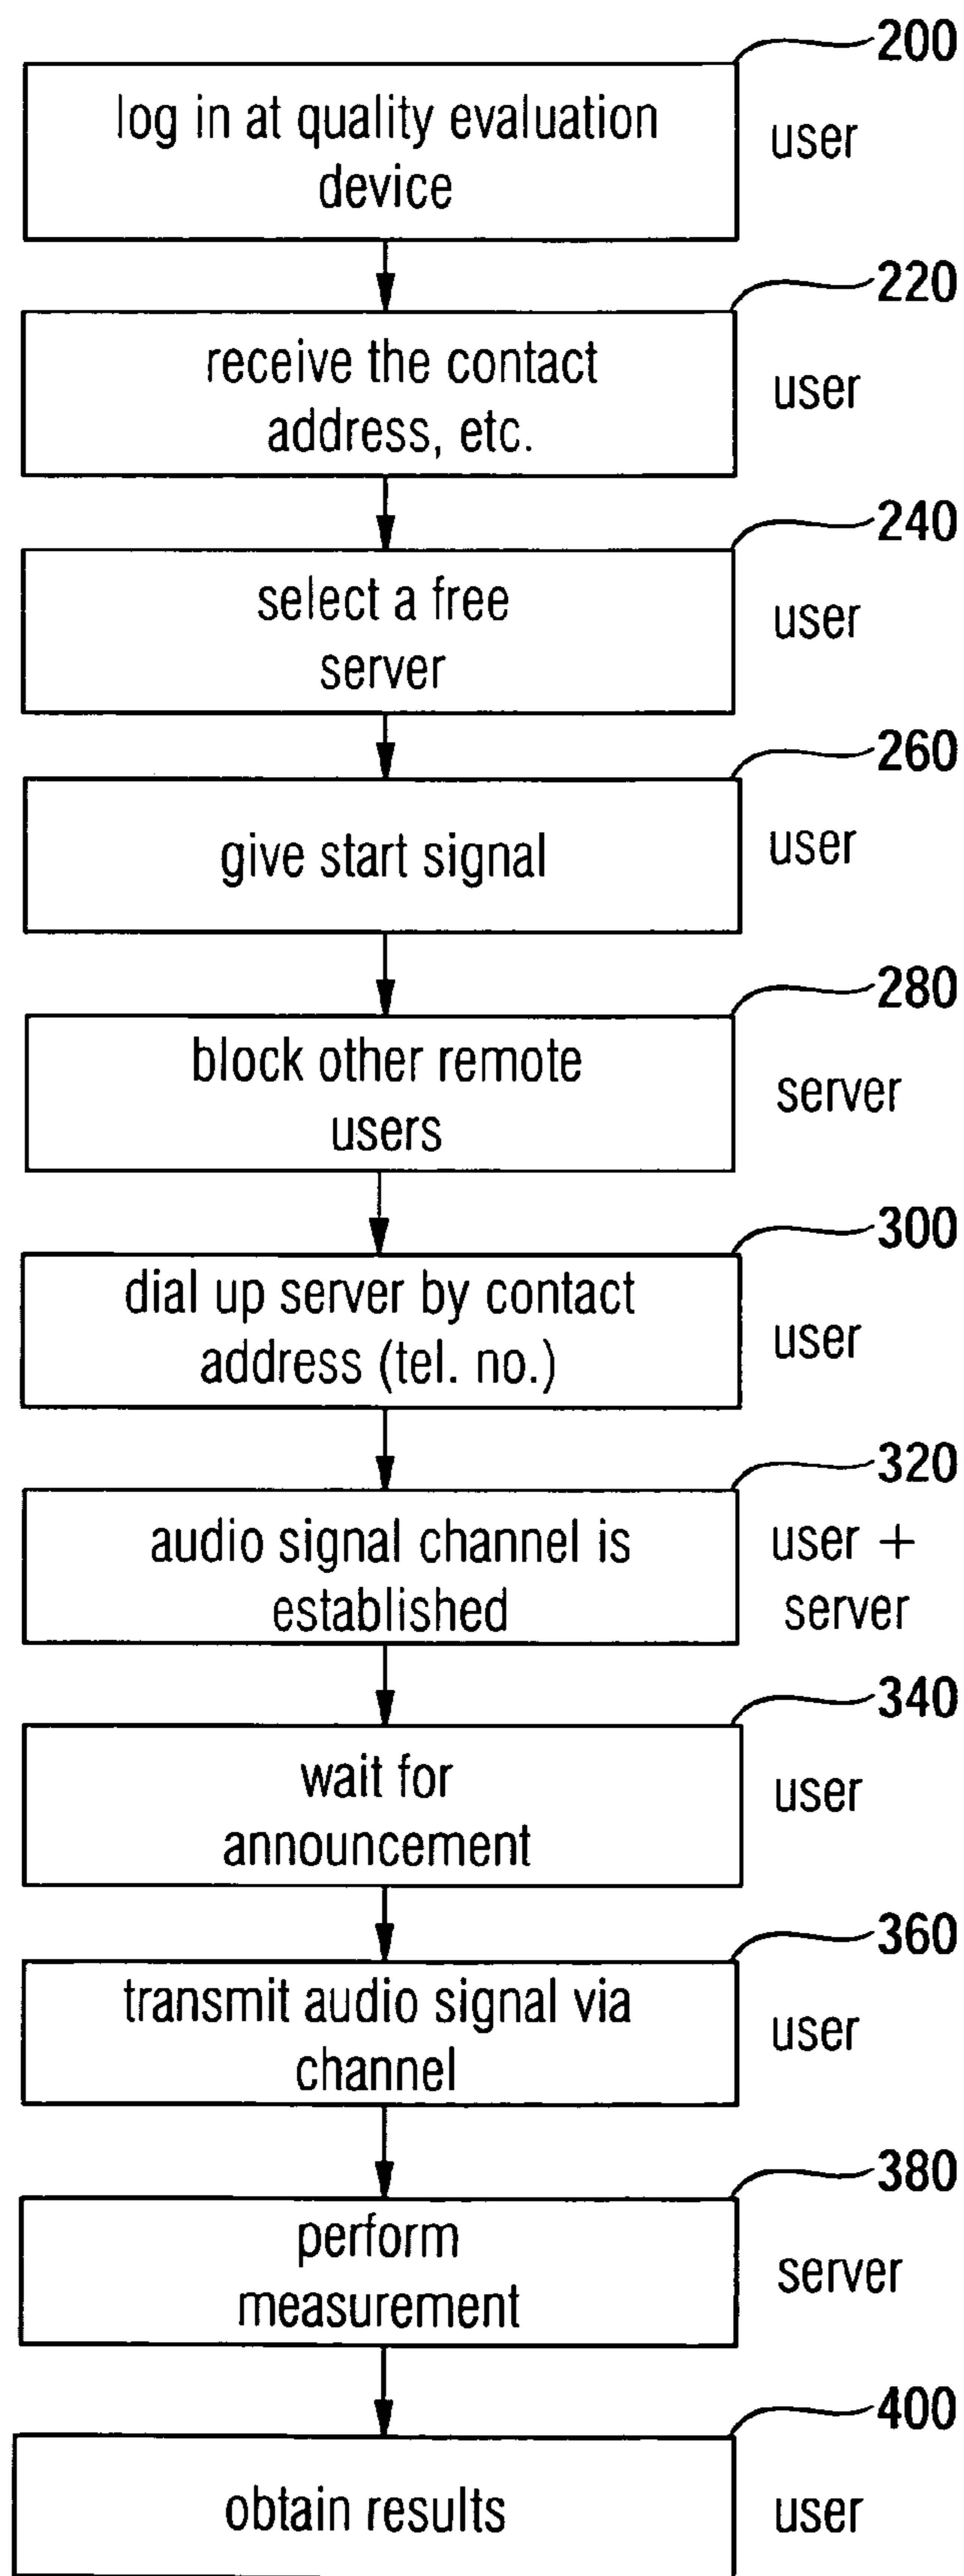 200
log in at quality evaluation
device
user
220
receive the contact
address, etc.
user
240
select a free
server
user
260
give start signal
user
280
block other remote
users
server
300
dial up server by contact
address (tel. no.)
user
320
audio signal channel is
established
user +
server
340
wait for
announcement
user
360
transmit audio signal via
channel
user
380
perform
measurement
server
400
obtain results
user